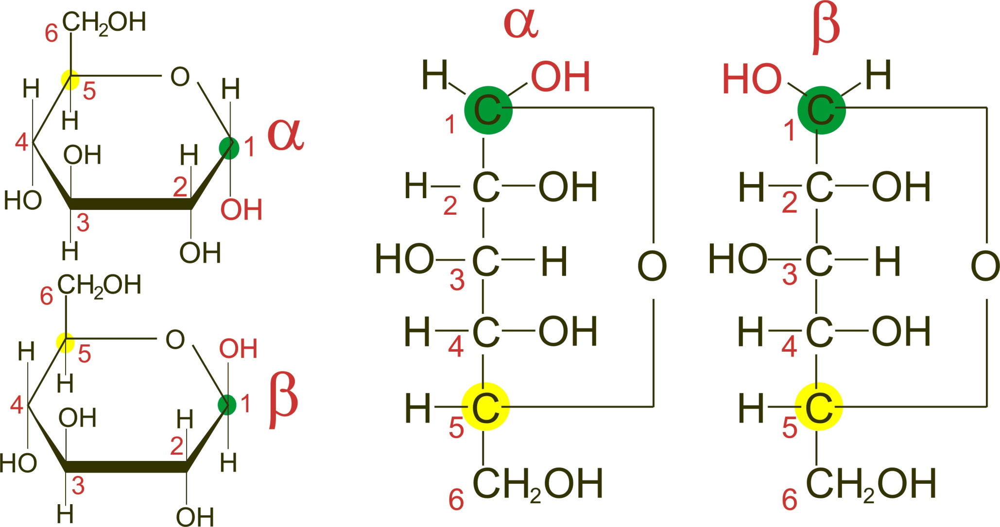 6 CH2OH
H 5 O H
H
4 OH H 1 α
HO 2 OH
3
H OH
6 CH2OH
H 5 O OH
H
4 OH H 1 β
HO 2 H
3
H OH
α
H OH
C
1
H C OH
2
HO C H
3 O
H C OH
4
H C
5
CH2OH
6
β
HO H
C
1
H C OH
2
HO C H
3 O
H C OH
4
H C
5
CH2OH
6